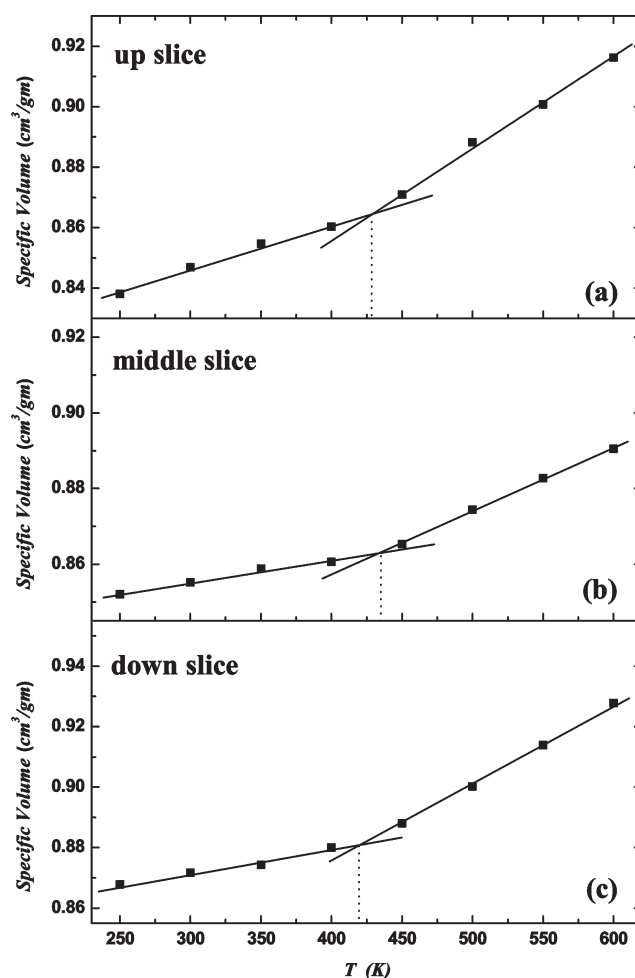 0.92
0.90
0.88
0.86
0.84
Specific Volume (cm³/gm)
up slice
(a)
0.92
0.90
0.88
0.86
Specific Volume (cm³/gm)
middle slice
(b)
0.94
0.92
0.90
0.88
0.86
Specific Volume (cm³/gm)
down slice
(c)
250 300 350 400 450 500 550 600
T (K)